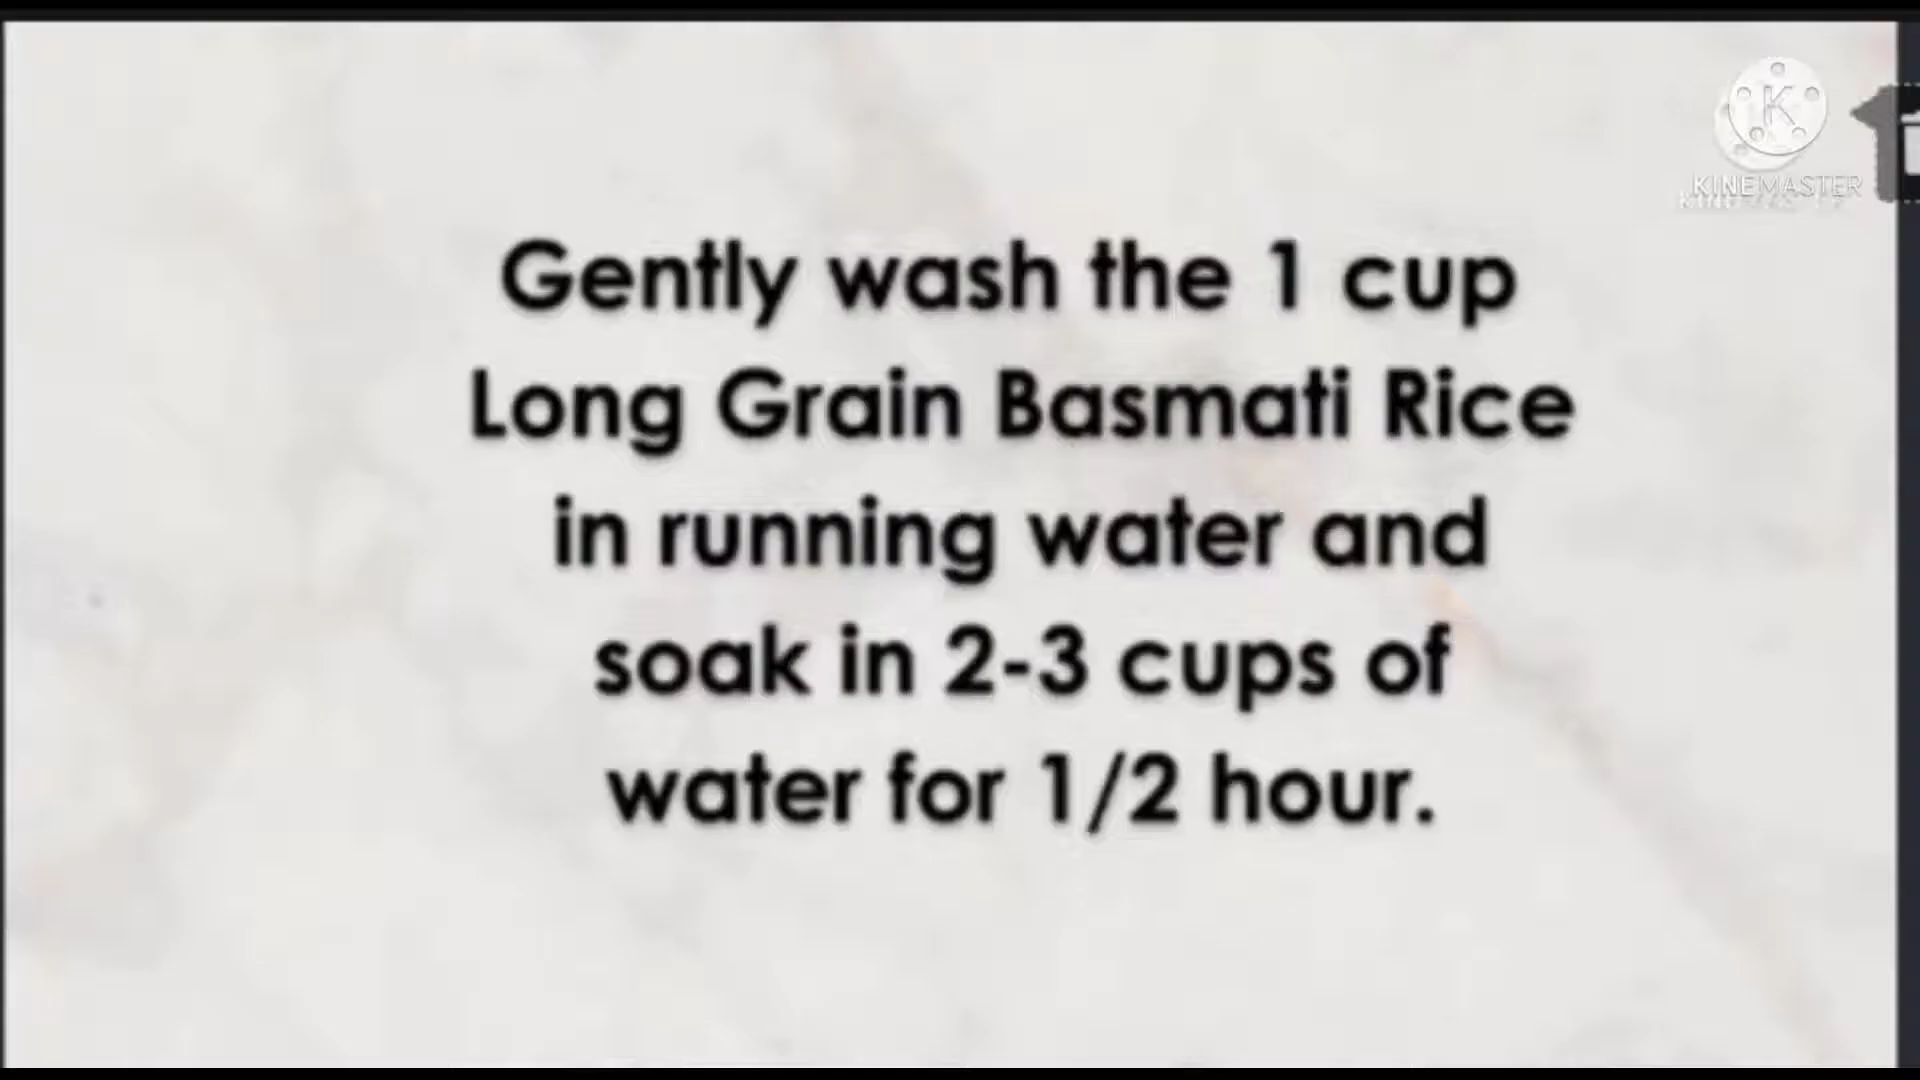 KINEMASTER
Gently wash the 1 cup
Long Grain Basmati Rice
in running water and
soak in 2-3 cups of
water for 1/2 hour.